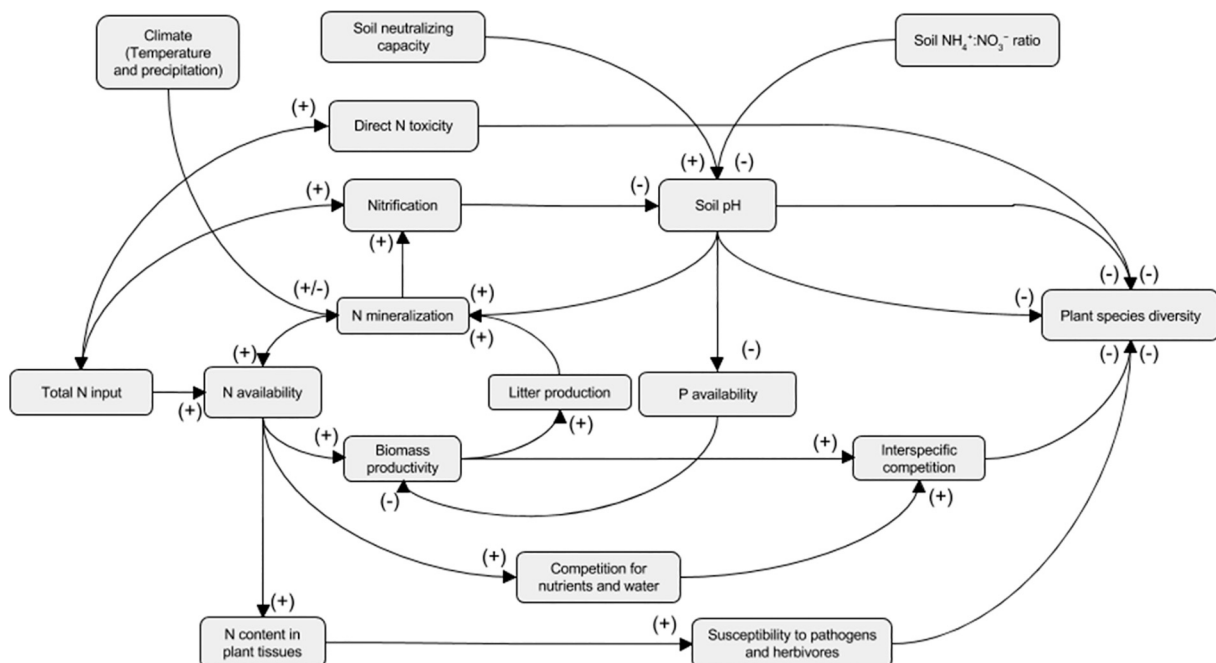 Climate
(Temperature
and precipitation)
Soil neutralizing
capacity
Soil NH₄⁺:NO₃⁻ ratio
(+)
Direct N toxicity
(+)
(-)
(+)
Nitrification
(-)
Soil pH
(+)
(+/-)
(+)
(-)
(-)
N mineralization
(-)
Plant species diversity
(+)
(+)
(-)
(-)
(-)
Total N input
N availability
Litter production
P availability
(+)
(+)
(+)
(+)
Biomass
productivity
Interspecific
competition
(-)
(+)
(+)
Competition for
nutrients and water
(+)
(+)
N content in
plant tissues
Susceptibility to pathogens
and herbivores